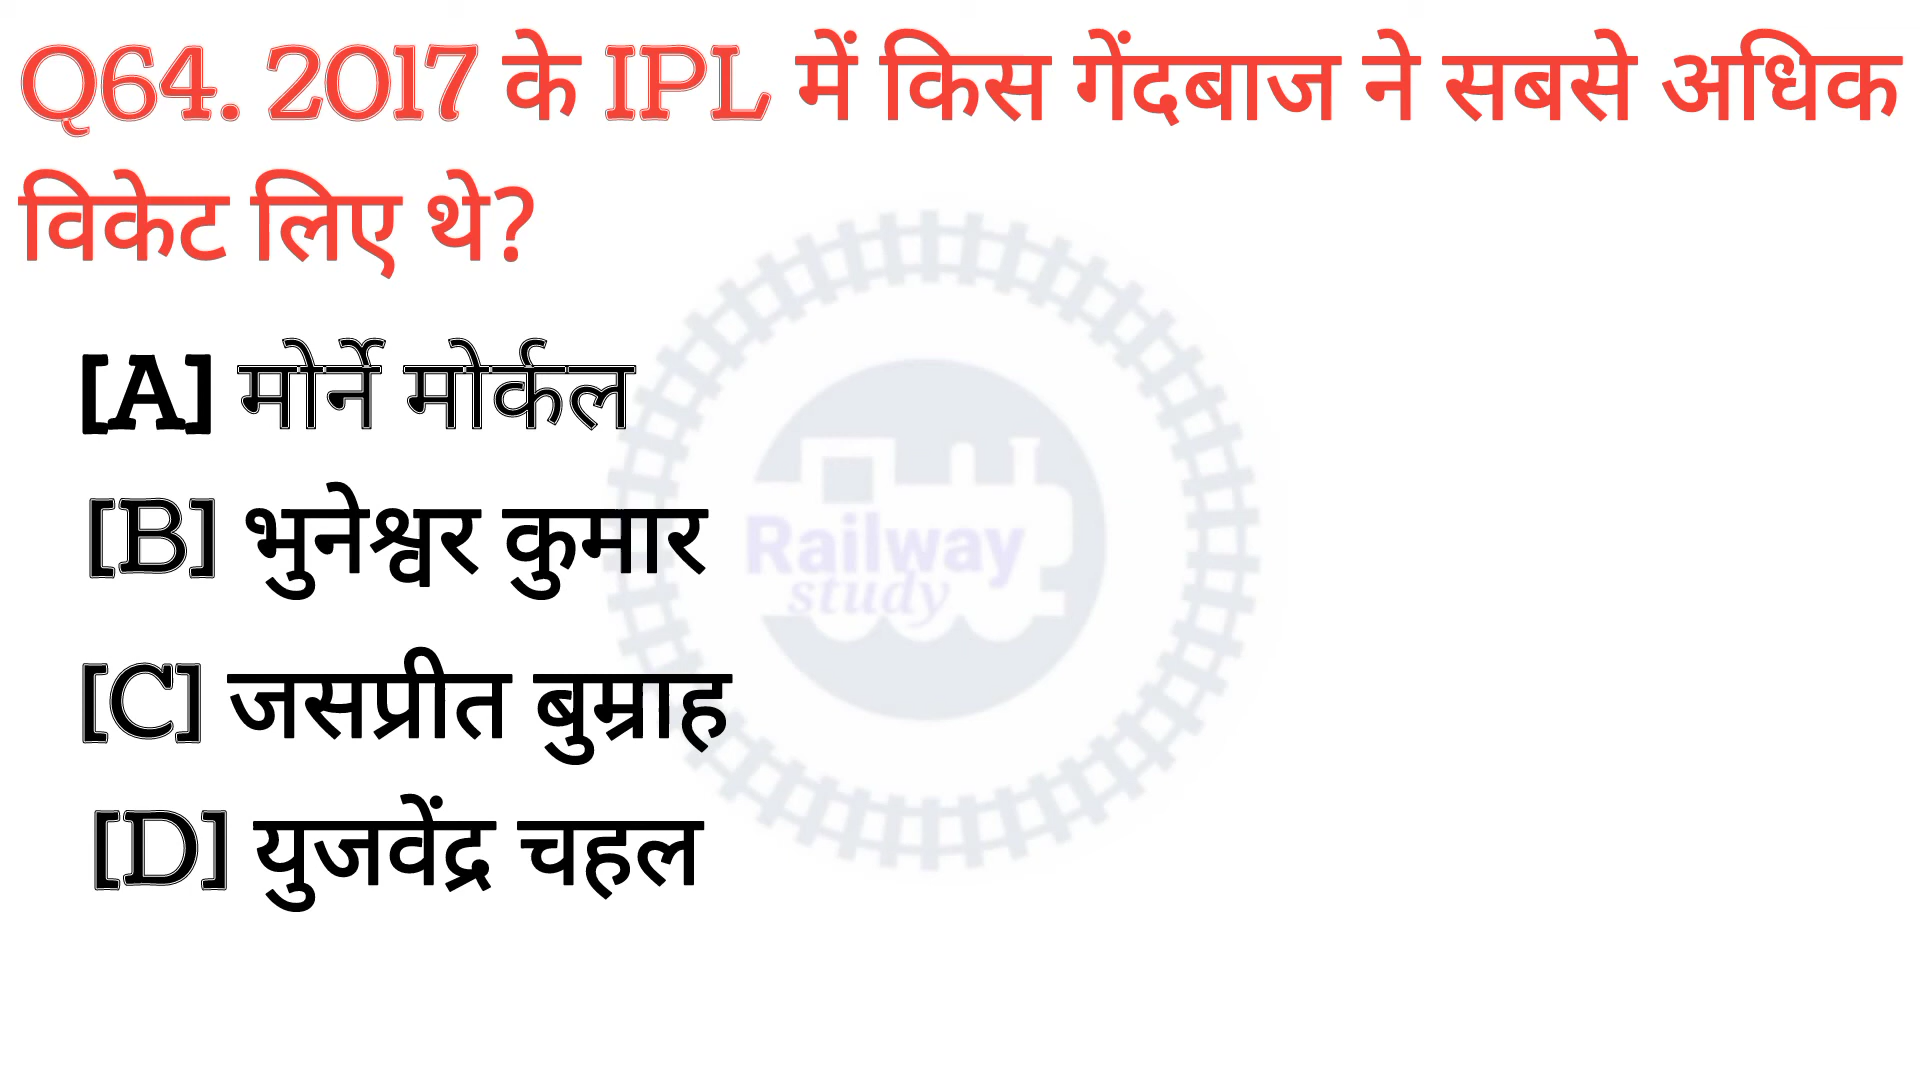 Q64. 2017 के IPL में किस गेंदबाज ने सबसे अधिक
विकेट लिए थे?
[A] मोर्ने मोर्कल
[B] भुनेश्वर कुमार
[C] जसप्रीत बुम्राह
[D] युजवेंद्र चहल
Railway
study